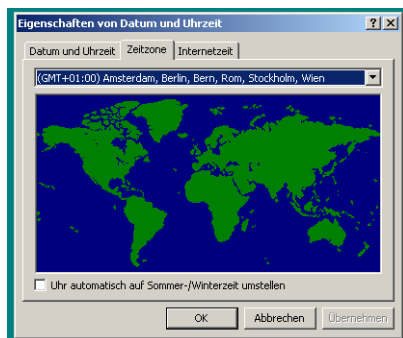 Eigenschaften von Datum und Uhrzeit
Datum und Uhrzeit Zeitzone Internetzeit
(GMT+01:00) Amsterdam, Berlin, Bern, Rom, Stockholm, Wien
Uhr automatisch auf Sommer-/Winterzeit umstellen
OK Abbrechen Übernehmen